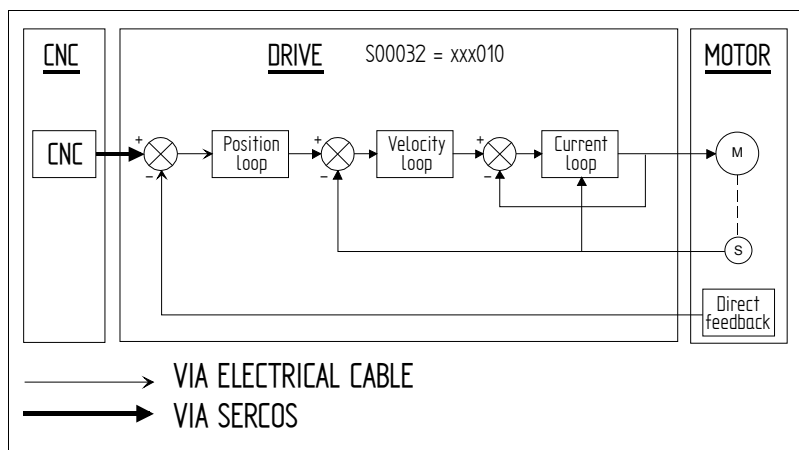 CNC
DRIVE
S00032 = xxx010
MOTOR
CNC
+
−
Position
loop
+
−
Velocity
loop
+
−
Current
loop
M
S
Direct
feedback
VIA ELECTRICAL CABLE
VIA SERCOS